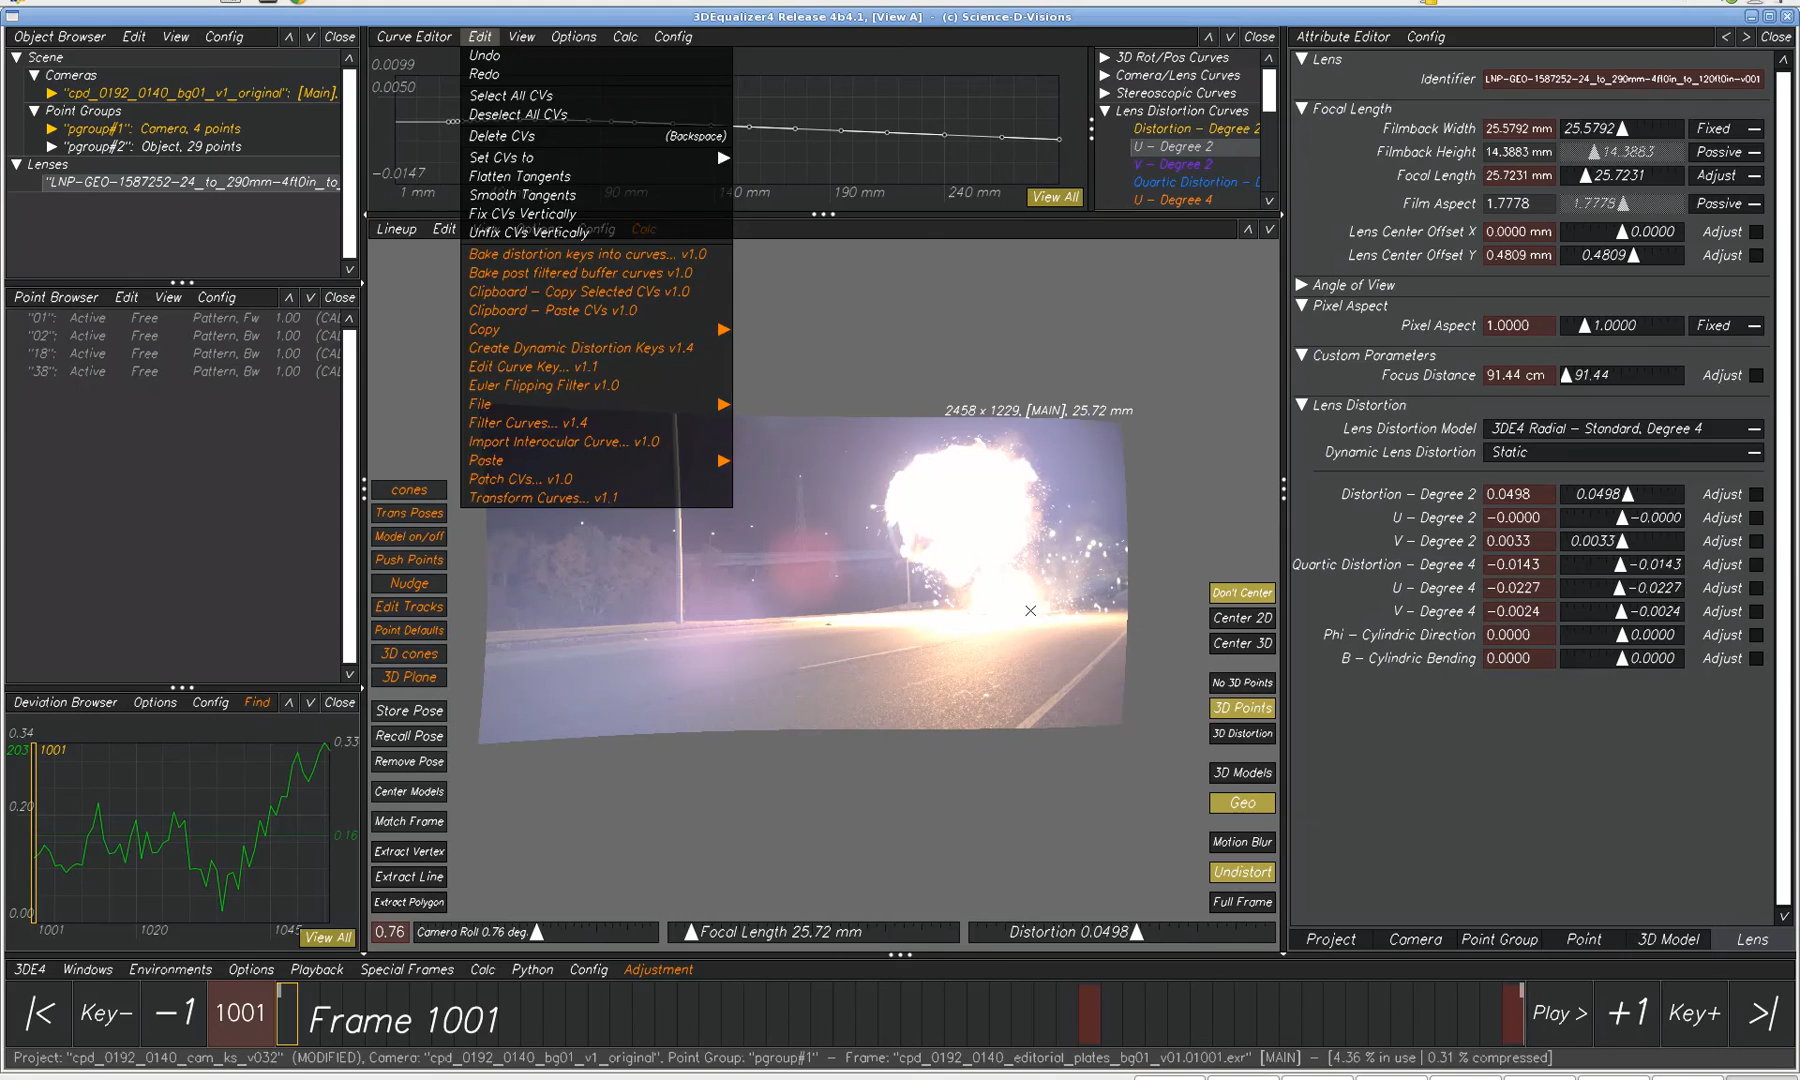 3DEqualizer4 Release 4b4.1, [View A]  -  (c) Science-D-Visions
Object Browser Edit View Config Close
Scene
Cameras
"cpd_0192_0140_bg01_v1_original": [Main],
Point Groups
"pgroup#1": Camera, 4 points
"pgroup#2": Object, 29 points
Lenses
"LNP-GEO-1587252-24_to_290mm-4ft0in_to_
Point Browser Edit View Config Close
"01": Active Free Pattern, Fw 1.00 (CAL
"02": Active Free Pattern, Bw 1.00 (CAL
"18": Active Free Pattern, Bw 1.00 (CAL
"38": Active Free Pattern, Bw 1.00 (CAL
Deviation Browser Options Config Find Close
0.34
203
1001
0.33
0.20
0.16
0.00
1001 1020 1045
View All
Curve Editor Edit View Options Calc Config Close
0.0099
0.0050
-0.0147
1 mm 90 mm 140 mm 190 mm 240 mm
View All
3D Rot/Pos Curves
Camera/Lens Curves
Stereoscopic Curves
Lens Distortion Curves
Distortion - Degree 2
U - Degree 2
V - Degree 2
Quartic Distortion - D
U - Degree 4
Undo
Redo
Select All CVs
Deselect All CVs
Delete CVs (Backspace)
Set CVs to
Flatten Tangents
Smooth Tangents
Fix CVs Vertically
Unfix CVs Vertically
Bake distortion keys into curves... v1.0
Bake post filtered buffer curves v1.0
Clipboard - Copy Selected CVs v1.0
Clipboard - Paste CVs v1.0
Copy
Create Dynamic Distortion Keys v1.4
Edit Curve Key... v1.1
Euler Flipping Filter v1.0
File
Filter Curves... v1.4
Import Interocular Curve... v1.0
Paste
Patch CVs... v1.0
Transform Curves... v1.1
Lineup Edit Config Calc
2458 x 1229, [MAIN], 25.72 mm
cones
Trans Poses
Model on/off
Push Points
Nudge
Edit Tracks
Point Defaults
3D cones
3D Plane
Store Pose
Recall Pose
Remove Pose
Center Models
Match Frame
Extract Vertex
Extract Line
Extract Polygon
Don't Center
Center 2D
Center 3D
No 3D Points
3D Points
3D Distortion
3D Models
Geo
Motion Blur
Undistort
Full Frame
0.76 Camera Roll 0.76 deg. Focal Length 25.72 mm Distortion 0.0498
Attribute Editor Config < > Close
Lens
Identifier LNP-GEO-1587252-24_to_290mm-4ft0in_to_120ft0in-v001
Focal Length
Filmback Width 25.5792 mm 25.5792 Fixed
Filmback Height 14.3883 mm 14.3883 Passive
Focal Length 25.7231 mm 25.7231 Adjust
Film Aspect 1.7778 1.7778 Passive
Lens Center Offset X 0.0000 mm 0.0000 Adjust
Lens Center Offset Y 0.4809 mm 0.4809 Adjust
Angle of View
Pixel Aspect
Pixel Aspect 1.0000 1.0000 Fixed
Custom Parameters
Focus Distance 91.44 cm 91.44 Adjust
Lens Distortion
Lens Distortion Model 3DE4 Radial - Standard, Degree 4
Dynamic Lens Distortion Static
Distortion - Degree 2 0.0498 0.0498 Adjust
U - Degree 2 -0.0000 -0.0000 Adjust
V - Degree 2 0.0033 0.0033 Adjust
Quartic Distortion - Degree 4 -0.0143 -0.0143 Adjust
U - Degree 4 -0.0227 -0.0227 Adjust
V - Degree 4 -0.0024 -0.0024 Adjust
Phi - Cylindric Direction 0.0000 0.0000 Adjust
B - Cylindric Bending 0.0000 0.0000 Adjust
Project Camera Point Group Point 3D Model Lens
3DE4 Windows Environments Options Playback Special Frames Calc Python Config Adjustment
|< Key- -1 1001 Frame 1001 Play > +1 Key+ >|
Project: "cpd_0192_0140_cam_ks_v032" (MODIFIED), Camera: "cpd_0192_0140_bg01_v1_original", Point Group: "pgroup#1" - Frame: "cpd_0192_0140_editorial_plates_bg01_v01.01001.exr" [MAIN] - [4.36 % in use | 0.31 % compressed]